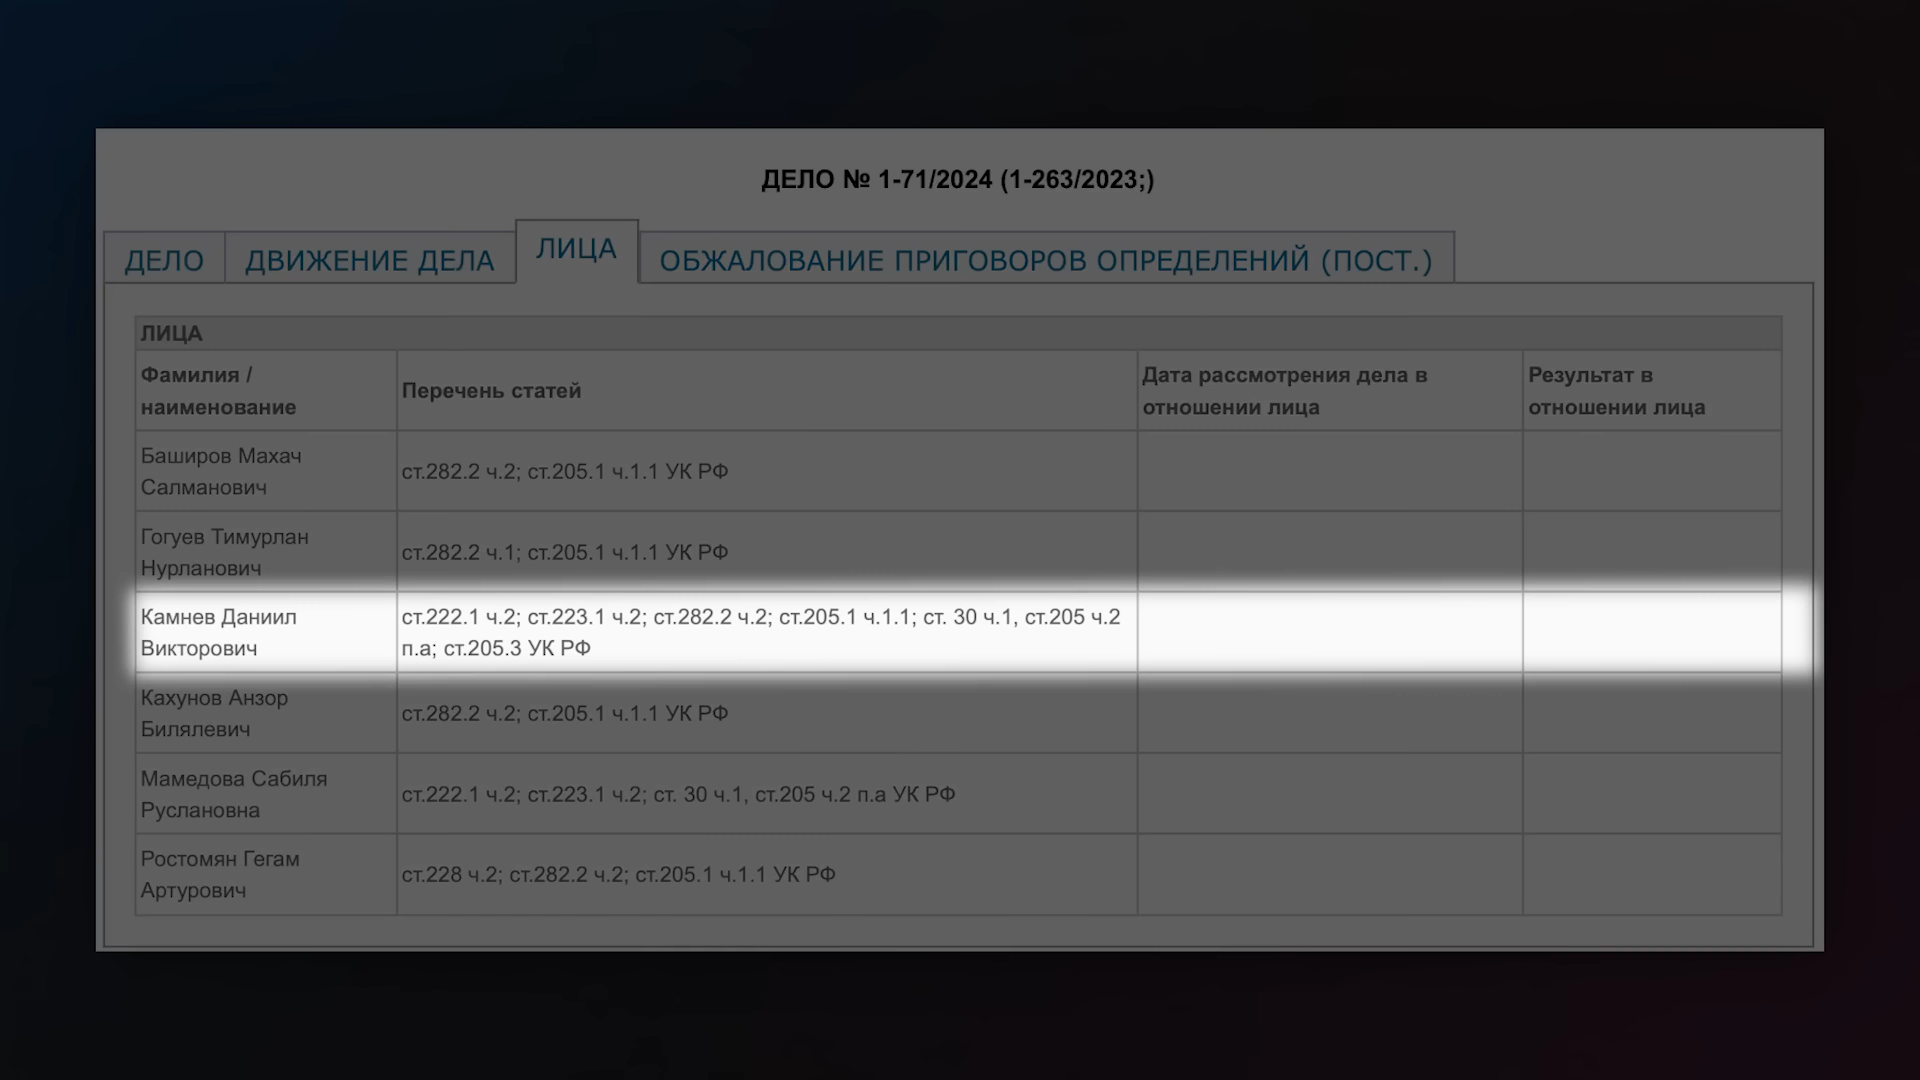 ДЕЛО № 1-71/2024 (1-263/2023;)
ДЕЛО ДВИЖЕНИЕ ДЕЛА ЛИЦА ОБЖАЛОВАНИЕ ПРИГОВОРОВ ОПРЕДЕЛЕНИЙ (ПОСТ.)
ЛИЦА
Фамилия /
наименование
Перечень статей
Дата рассмотрения дела в
отношении лица
Результат в
отношении лица
Баширов Махач
Салманович
ст.282.2 ч.2; ст.205.1 ч.1.1 УК РФ
Гогуев Тимурлан
Нурланович
ст.282.2 ч.1; ст.205.1 ч.1.1 УК РФ
Камнев Даниил
Викторович
ст.222.1 ч.2; ст.223.1 ч.2; ст.282.2 ч.2; ст.205.1 ч.1.1; ст. 30 ч.1, ст.205 ч.2
п.а; ст.205.3 УК РФ
Кахунов Анзор
Билялевич
ст.282.2 ч.2; ст.205.1 ч.1.1 УК РФ
Мамедова Сабиля
Руслановна
ст.222.1 ч.2; ст.223.1 ч.2; ст. 30 ч.1, ст.205 ч.2 п.а УК РФ
Ростомян Гегам
Артурович
ст.228 ч.2; ст.282.2 ч.2; ст.205.1 ч.1.1 УК РФ